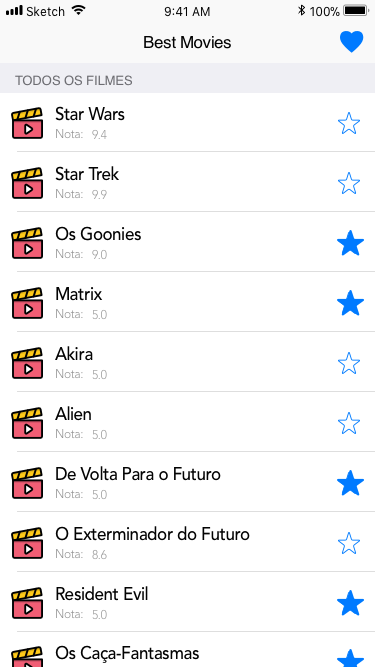 Sketch 9:41 AM 100%
Best Movies
TODOS OS FILMES
Star Wars
Nota: 9.4
Star Trek
Nota: 9.9
Os Goonies
Nota: 9.0
Matrix
Nota: 5.0
Akira
Nota: 5.0
Alien
Nota: 5.0
De Volta Para o Futuro
Nota: 5.0
O Exterminador do Futuro
Nota: 8.6
Resident Evil
Nota: 5.0
Os Caça-Fantasmas